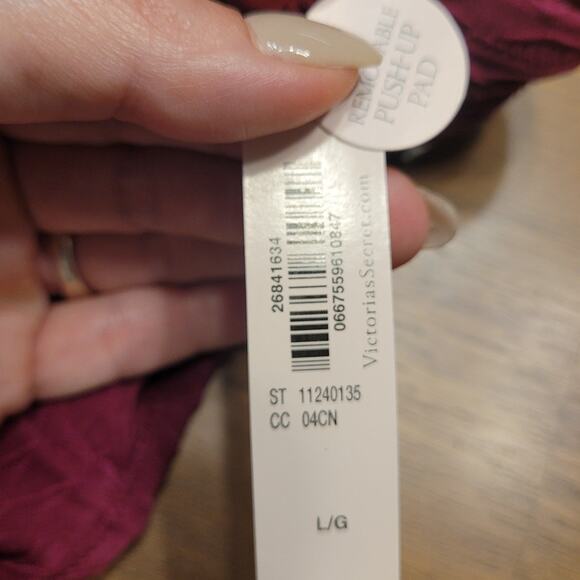 REMOVABLE
PUSH-UP
PAD
26841634
0667559610847
VictoriasSecret.com
ST 11240135
CC 04CN
L/G